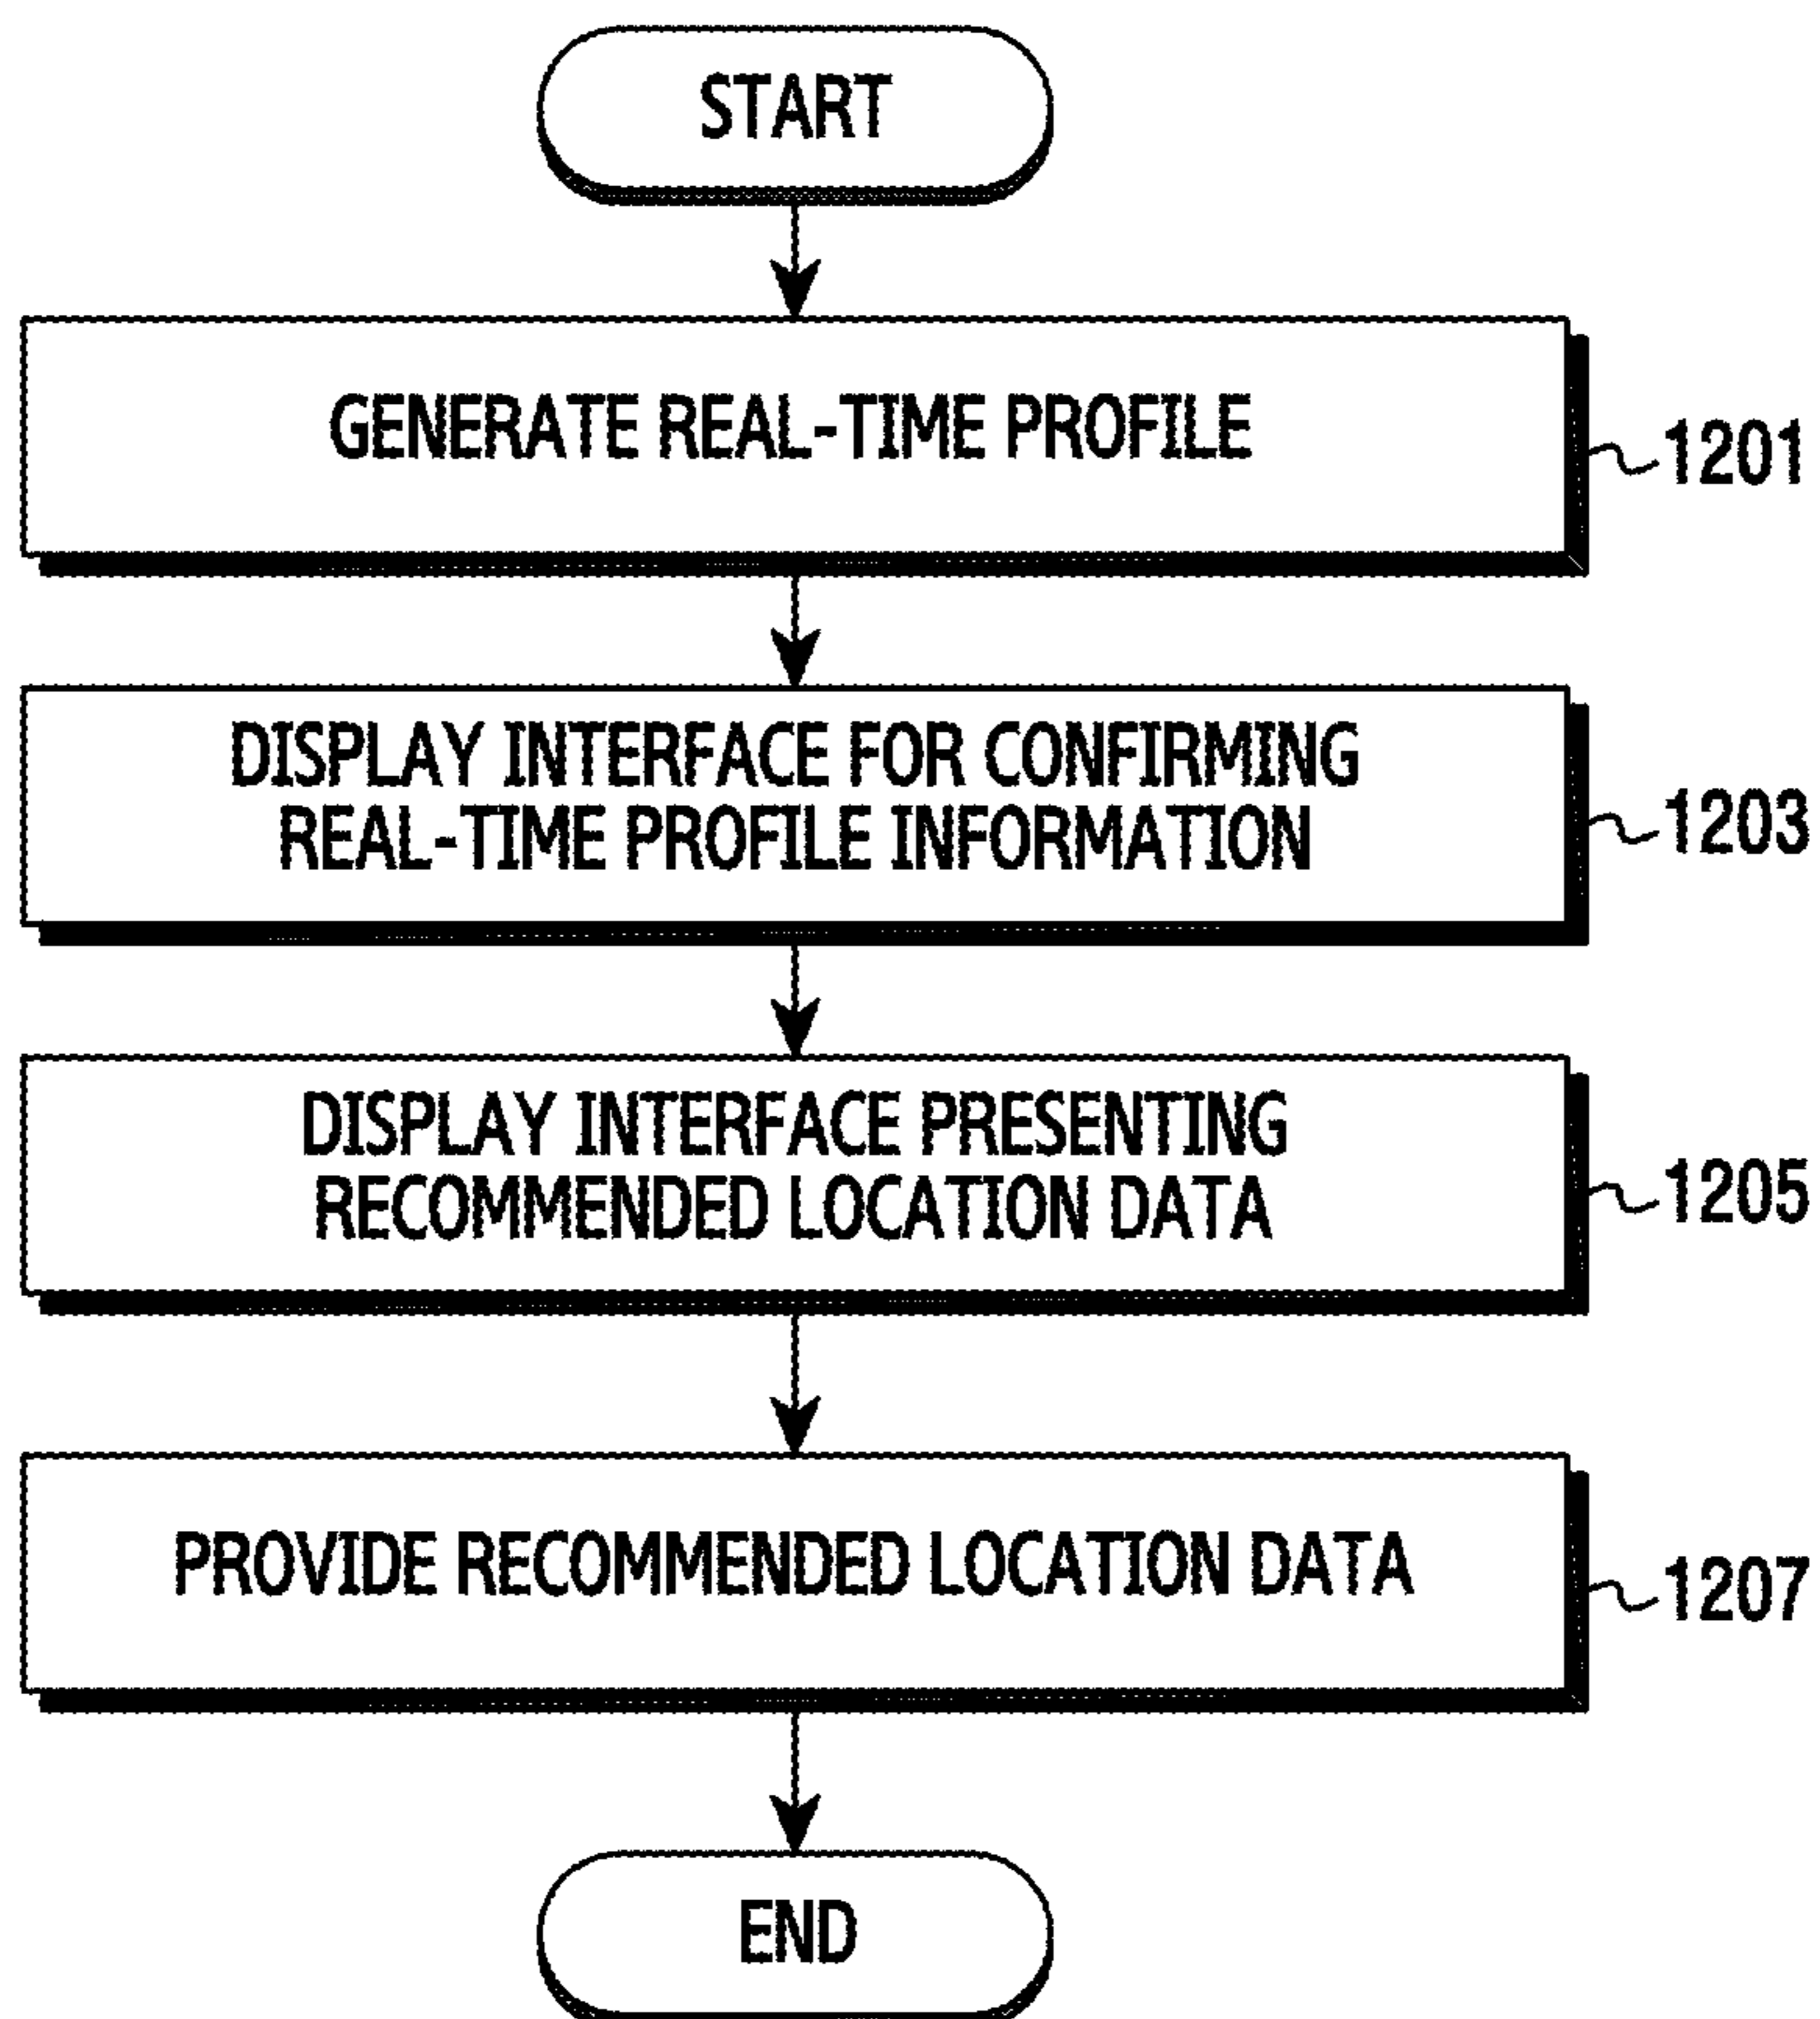 START
GENERATE REAL-TIME PROFILE
1201
DISPLAY INTERFACE FOR CONFIRMING
REAL-TIME PROFILE INFORMATION
1203
DISPLAY INTERFACE PRESENTING
RECOMMENDED LOCATION DATA
1205
PROVIDE RECOMMENDED LOCATION DATA
1207
END